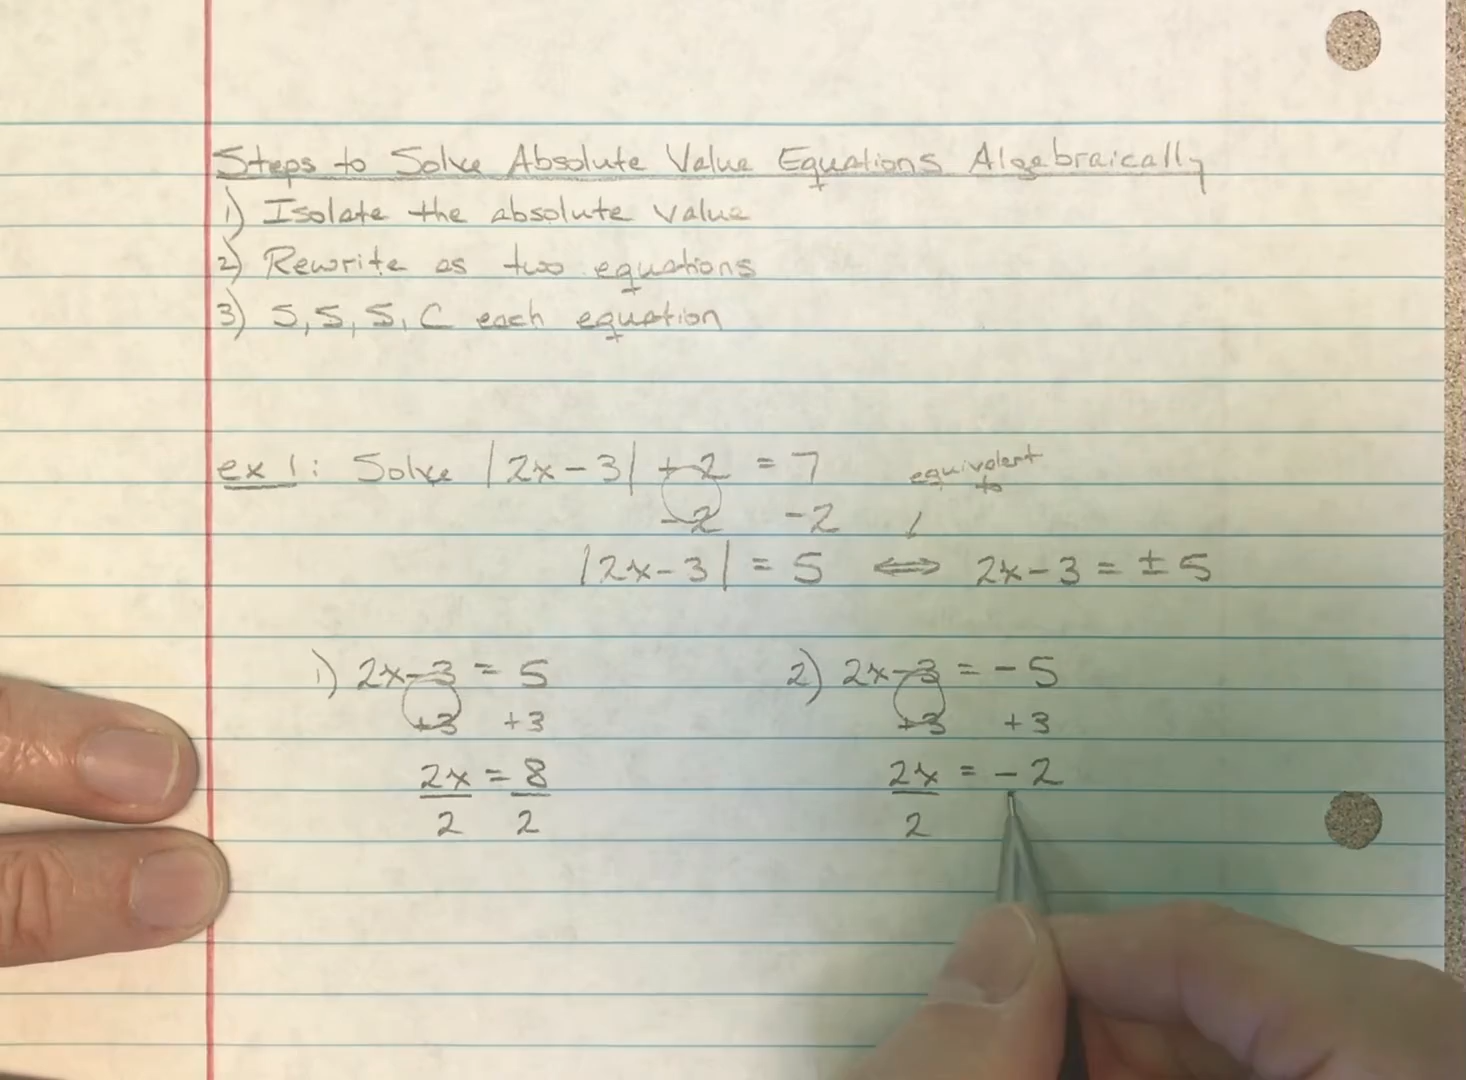 Steps to Solve Absolute Value Equations Algebraically
1) Isolate the absolute value
2) Rewrite as two equations
3) S, S, S, C each equation
ex 1: Solve |2x-3| + 2 = 7
equivalent
to
-2 -2
|2x-3| = 5 ⟺ 2x-3 = ±5
1) 2x-3 = 5 2) 2x-3 = -5
+3 +3 +3 +3
2x = 8 2x = -2
2 2 2